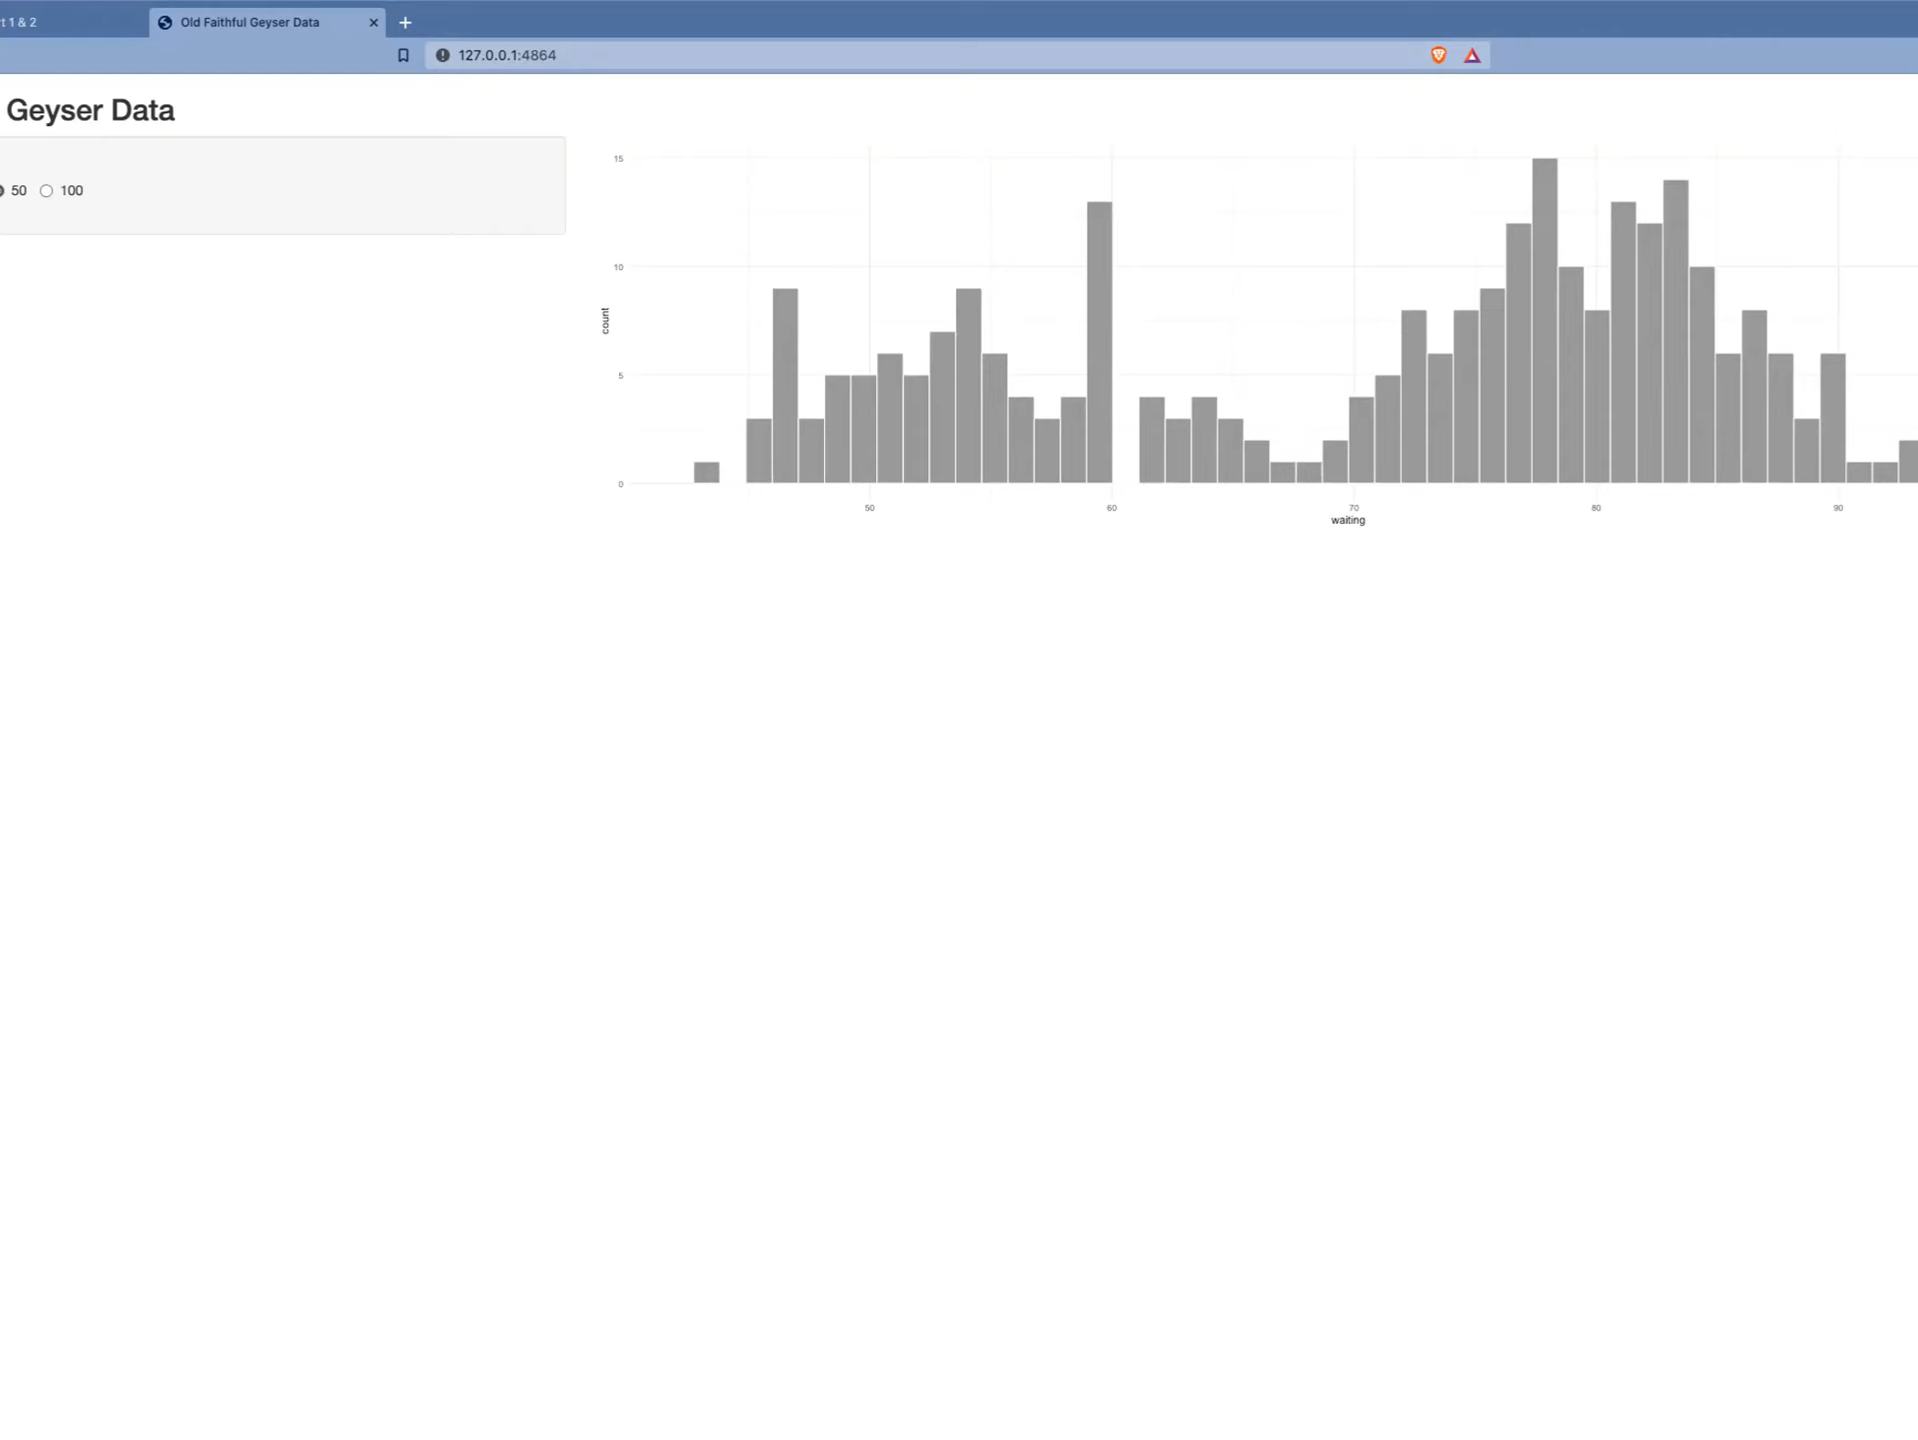 t 1 & 2
Old Faithful Geyser Data
127.0.0.1:4864
Geyser Data
50 100
15
10
5
0
count
50 60 70 80 90
waiting